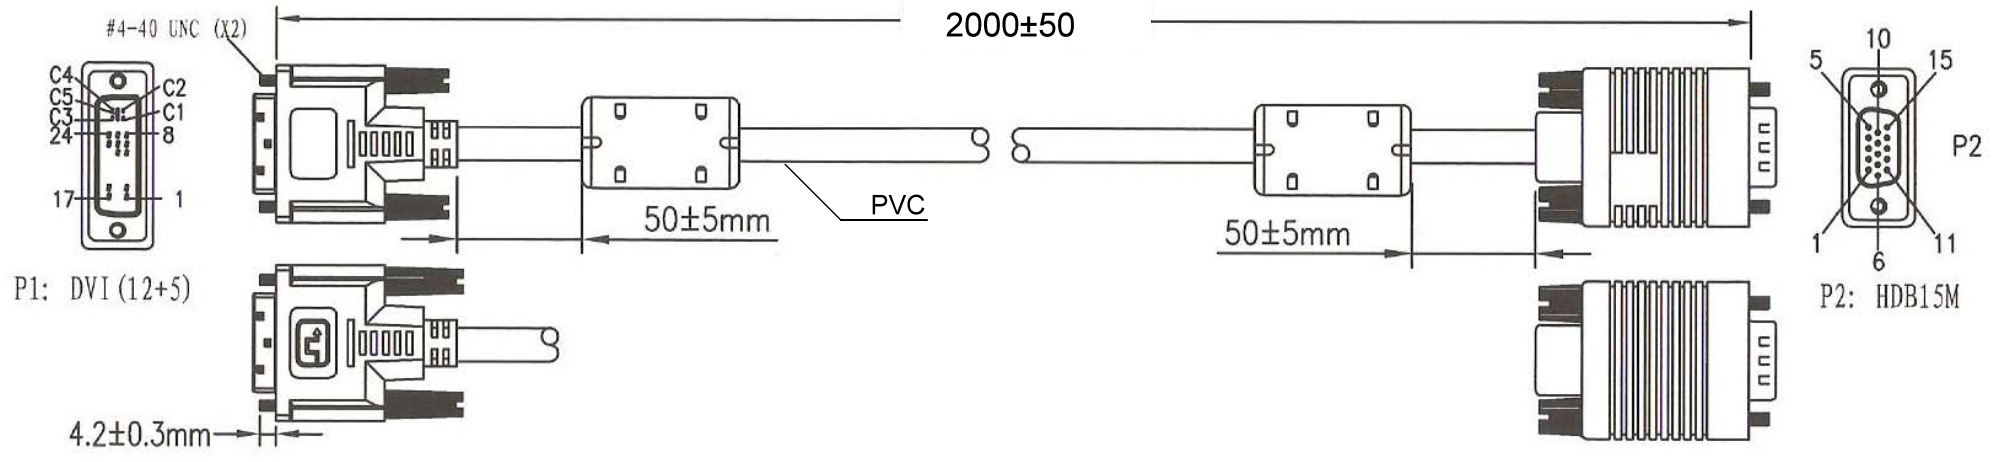 #4-40 UNC (X2)
2000±50
C4
C5
C3
24
17
C2
C1
8
1
P1: DVI(12+5)
50±5mm
PVC
50±5mm
4.2±0.3mm
5
10
15
1
6
11
P2
P2: HDB15M